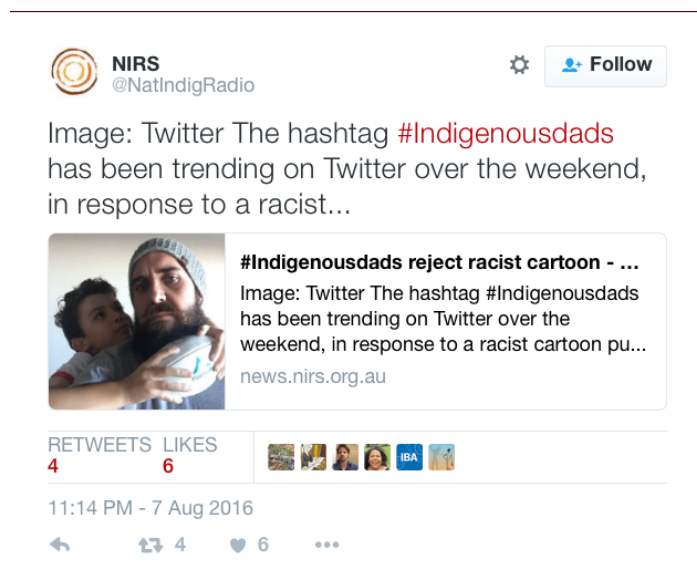 NIRS
@NatIndigRadio
Follow
Image: Twitter The hashtag #Indigenousdads
has been trending on Twitter over the weekend,
in response to a racist...
#Indigenousdads reject racist cartoon - ...
Image: Twitter The hashtag #Indigenousdads
has been trending on Twitter over the
weekend, in response to a racist cartoon pu...
news.nirs.org.au
RETWEETS LIKES
4 6
IBA
11:14 PM - 7 Aug 2016
4 6